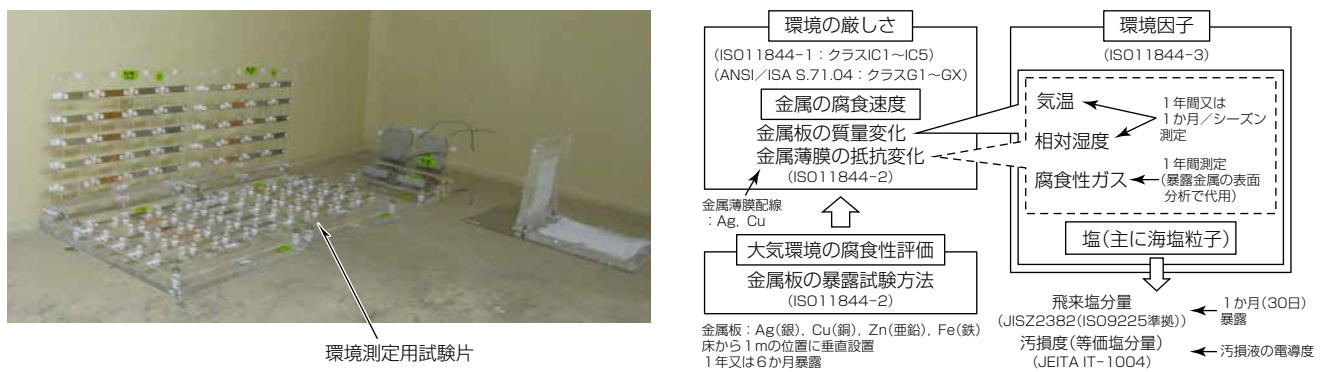 環境測定用試験片
環境の厳しさ
(ISO11844-1：クラスIC1～IC5)
(ANSI／ISA S.71.04：クラスG1～GX)
金属の腐食速度
金属板の質量変化
金属薄膜の抵抗変化
(ISO11844-2)
金属薄膜配線
：Ag，Cu
大気環境の腐食性評価
金属板の暴露試験方法
(ISO11844-2)
金属板：Ag(銀)，Cu(銅)，Zn(亜鉛)，Fe(鉄)
床から1mの位置に垂直設置
1年又は6か月暴露
環境因子
(ISO11844-3)
気温
相対湿度
1年間又は
1か月／シーズン
測定
腐食性ガス
1年間測定
(暴露金属の表面
分析で代用)
塩(主に海塩粒子)
飛来塩分量
(JISZ2382(ISO9225準拠))
1か月(30日)
暴露
汚損度(等価塩分量)
(JEITA IT-1004)
汚損液の電導度